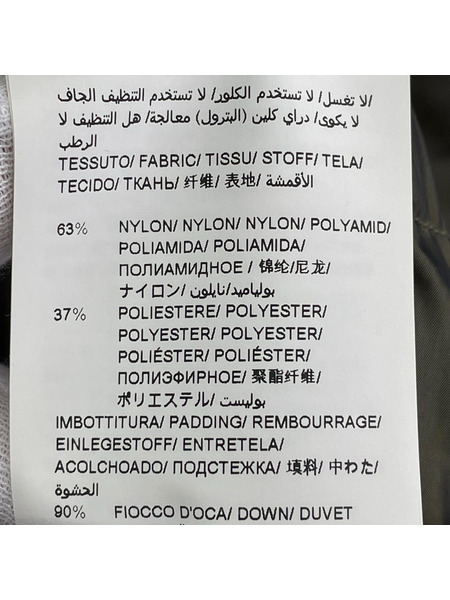 /لا تغسل/ لا تستخدم الكلور/ لا تستخدم التنظيف الجاف
لا يكوى/ دراي كلين (البترول) معالجة/ هل التنظيف لا
الرطب
TESSUTO/ FABRIC/ TISSU/ STOFF/ TELA/
TECIDO/ ТКАНЬ/ 纤维/ 表地/ الأقمشة
63% NYLON/ NYLON/ NYLON/ POLYAMID/
POLIAMIDA/ POLIAMIDA/
ПОЛИАМИДНОЕ / 锦纶/尼龙/
ナイロン/ بولياميد/نايلون
37% POLIESTERE/ POLYESTER/
POLYESTER/ POLYESTER/
POLIÉSTER/ POLIÉSTER/
ПОЛИЭФИРНОЕ/ 聚酯纤维/
ポリエステル/ بوليست
IMBOTTITURA/ PADDING/ REMBOURRAGE/
EINLEGESTOFF/ ENTRETELA/
ACOLCHOADO/ ПОДСТЕЖКА/ 填料/ 中わた/
الحشوة
90% FIOCCO D'OCA/ DOWN/ DUVET